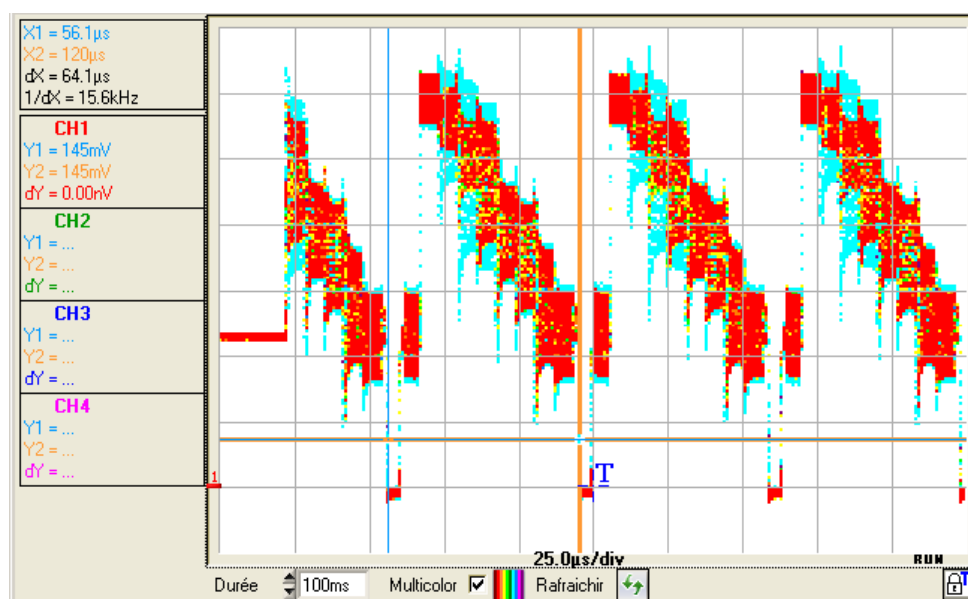 X1 = 56.1µs
X2 = 120µs
dX = 64.1µs
1/dX = 15.6kHz
CH1
Y1 = 145mV
Y2 = 145mV
dY = 0.00nV
CH2
Y1 = ...
Y2 = ...
dY = ...
CH3
Y1 = ...
Y2 = ...
dY = ...
CH4
Y1 = ...
Y2 = ...
dY = ...
1
T
25.0µs/div RUN
Durée 100ms Multicolor Rafraichir T